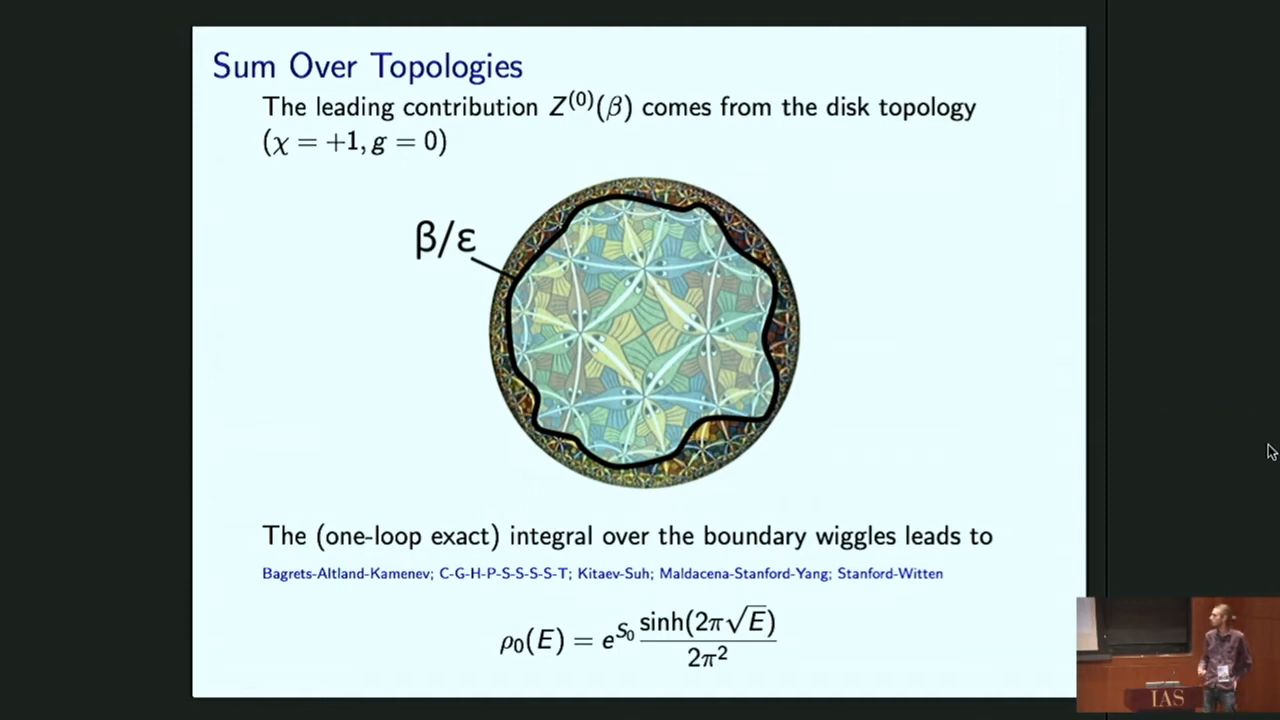 Sum Over Topologies
The leading contribution Z^(0)(β) comes from the disk topology
(χ = +1, g = 0)
β/ε
The (one-loop exact) integral over the boundary wiggles leads to
Bagrets-Altland-Kamenev; C-G-H-P-S-S-S-S-T; Kitaev-Suh; Maldacena-Stanford-Yang; Stanford-Witten
ρ₀(E) = e^{S₀} sinh(2π√E) / 2π²
IAS